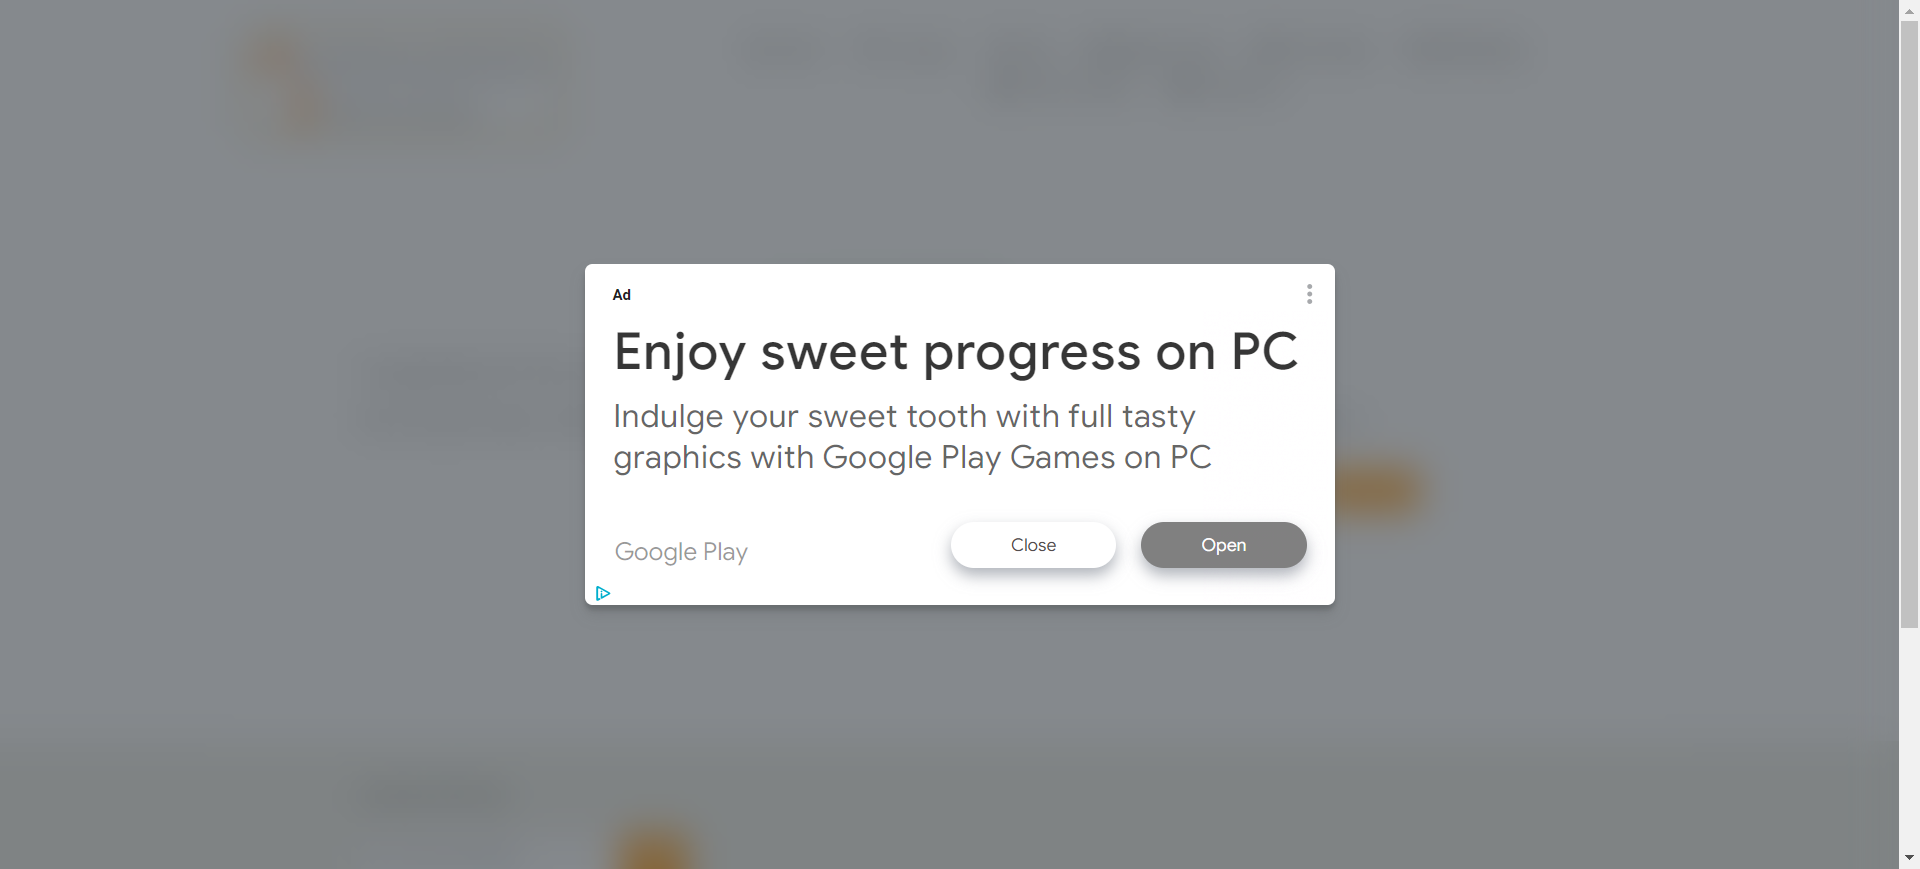 Ad
Enjoy sweet progress on PC
Indulge your sweet tooth with full tasty
graphics with Google Play Games on PC
Google Play
Close
Open